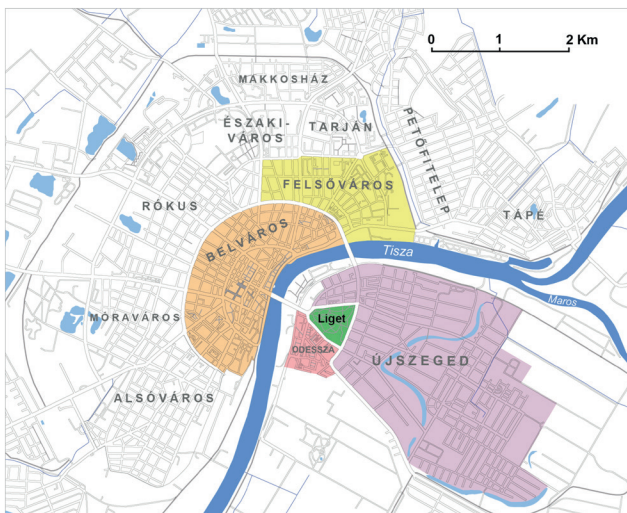 0 1 2 Km
MAKKOSHÁZ
ÉSZAKI-
VÁROS
TARJÁN
PETŐFITELEP
FELSŐVÁROS
RÓKUS
TÁPÉ
BELVÁROS
Tisza
Maros
MÓRAVÁROS
Liget
ODESSZA
ÚJSZEGED
ALSÓVÁROS